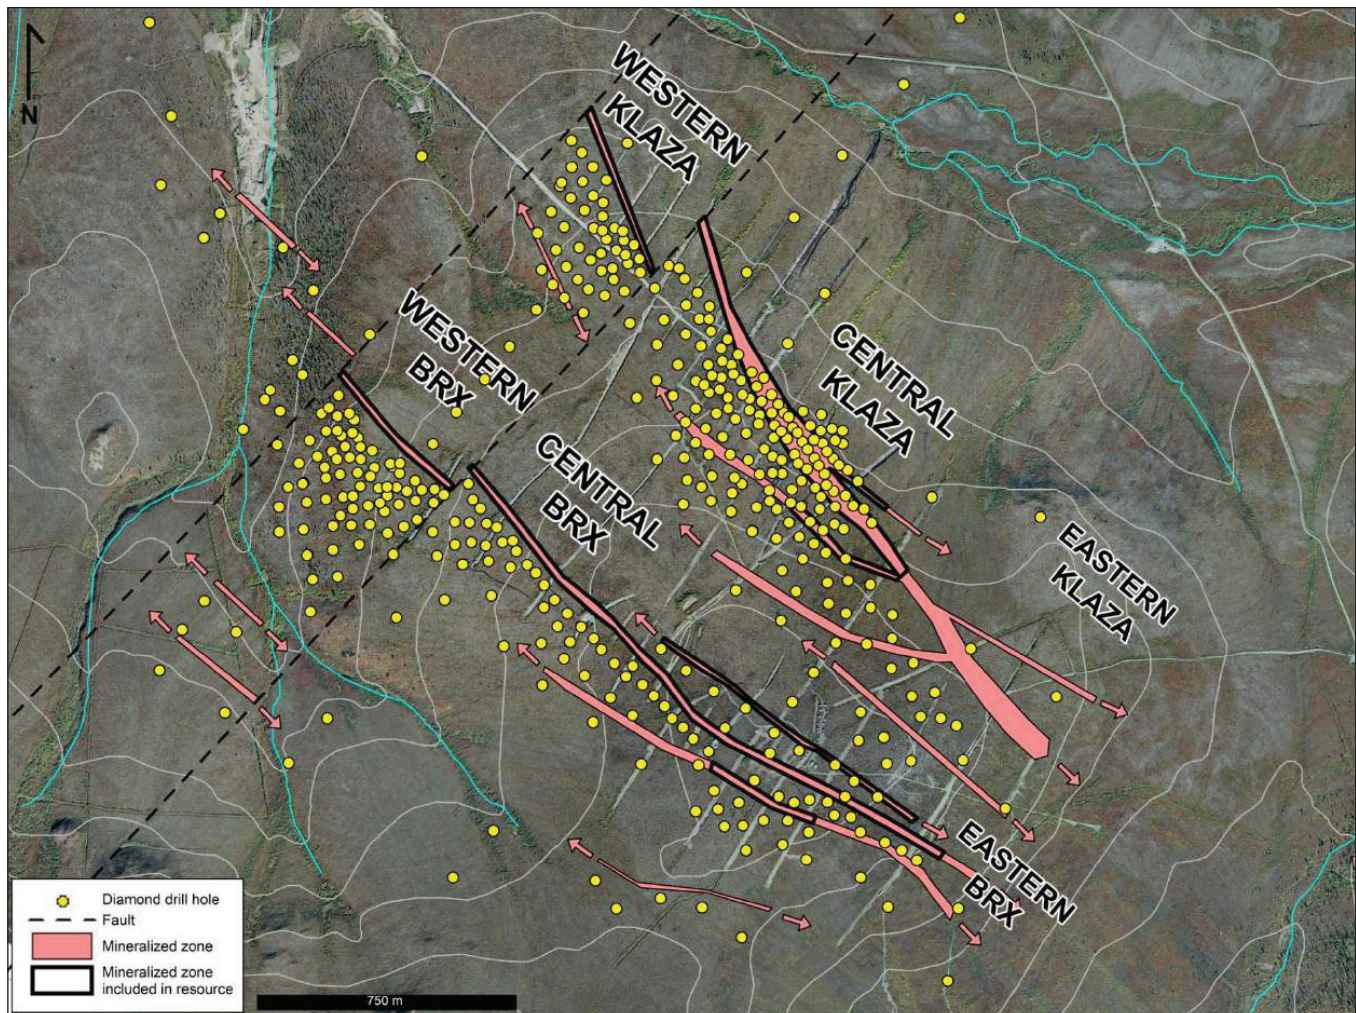 N
WESTERN
KLAZA
WESTERN
BRX
CENTRAL
KLAZA
CENTRAL
BRX
EASTERN
KLAZA
EASTERN
BRX
Diamond drill hole
Fault
Mineralized zone
Mineralized zone
included in resource
750 m